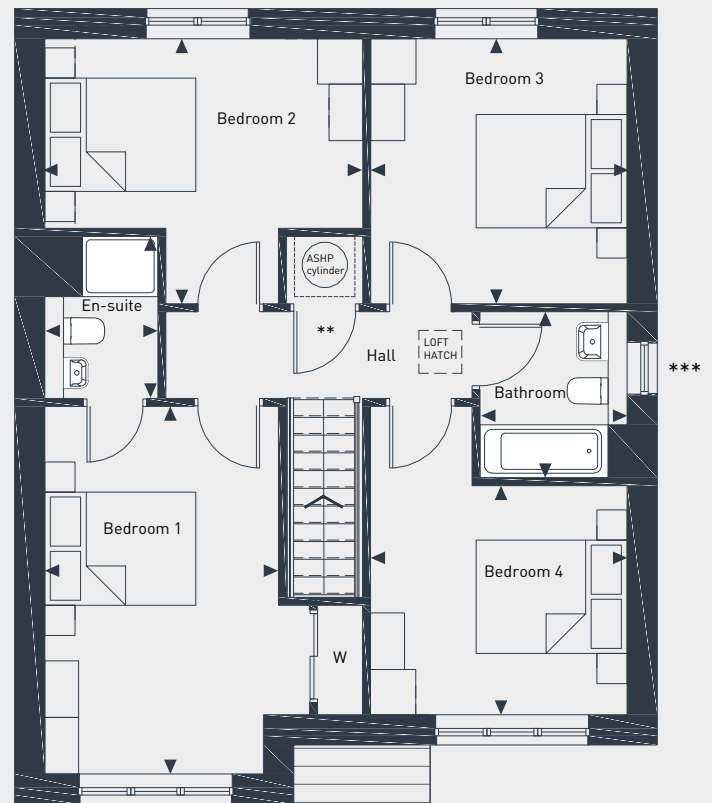 Bedroom 2
Bedroom 3
ASHP
cylinder
En-suite
**
Hall
LOFT
HATCH
***
Bathroom
Bedroom 1
Bedroom 4
W